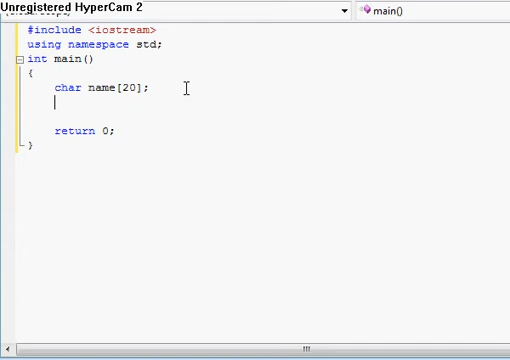 Unregistered HyperCam 2
main()
#include <iostream>
using namespace std;
int main()
{
char name[20];
return 0;
}